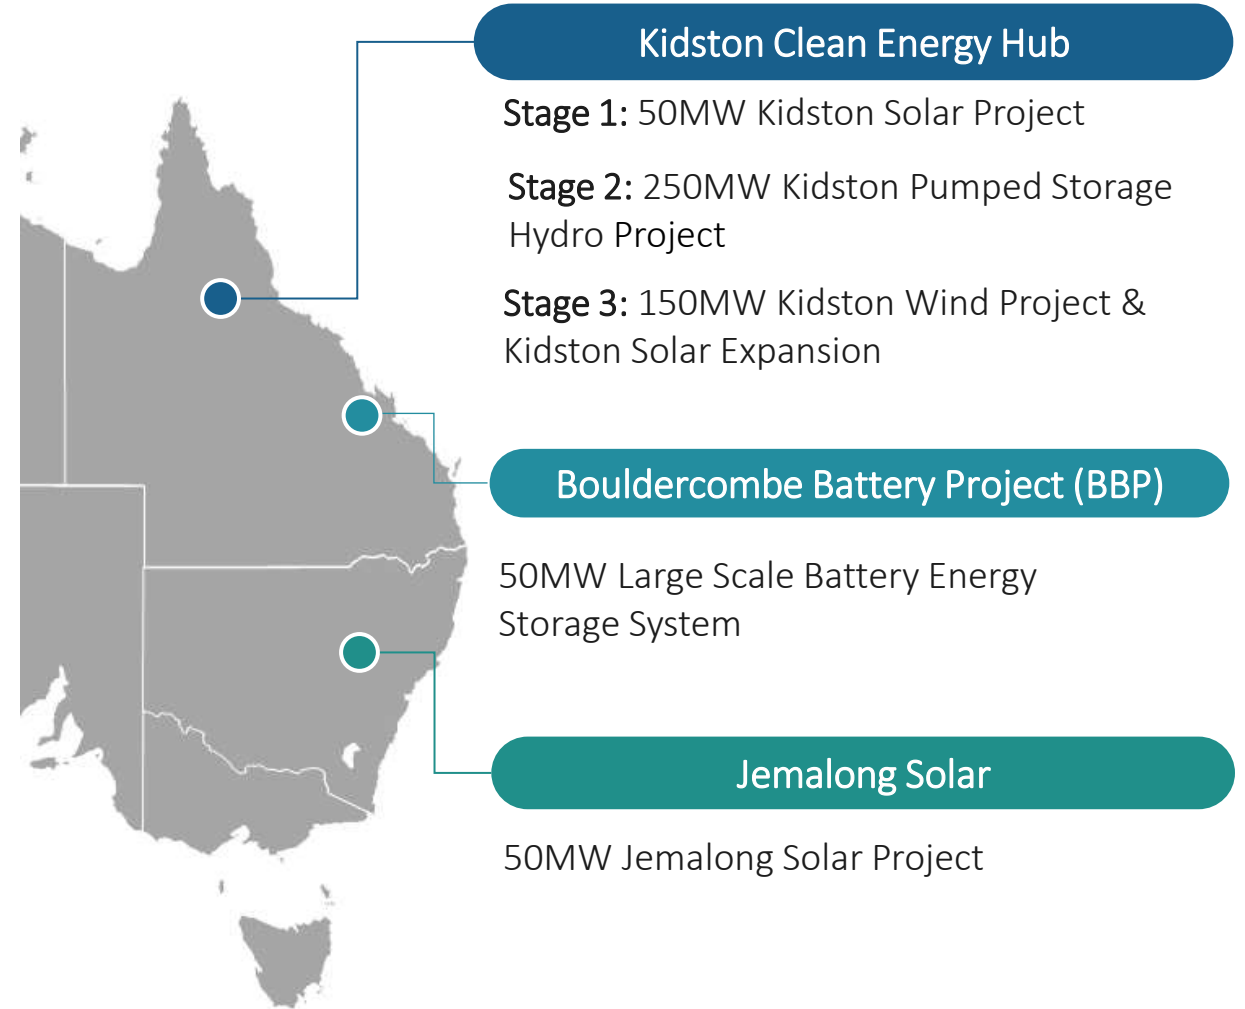 Kidston Clean Energy Hub
Stage 1: 50MW Kidston Solar Project
Stage 2: 250MW Kidston Pumped Storage
Hydro Project
Stage 3: 150MW Kidston Wind Project &
Kidston Solar Expansion
Bouldercombe Battery Project (BBP)
50MW Large Scale Battery Energy
Storage System
Jemalong Solar
50MW Jemalong Solar Project